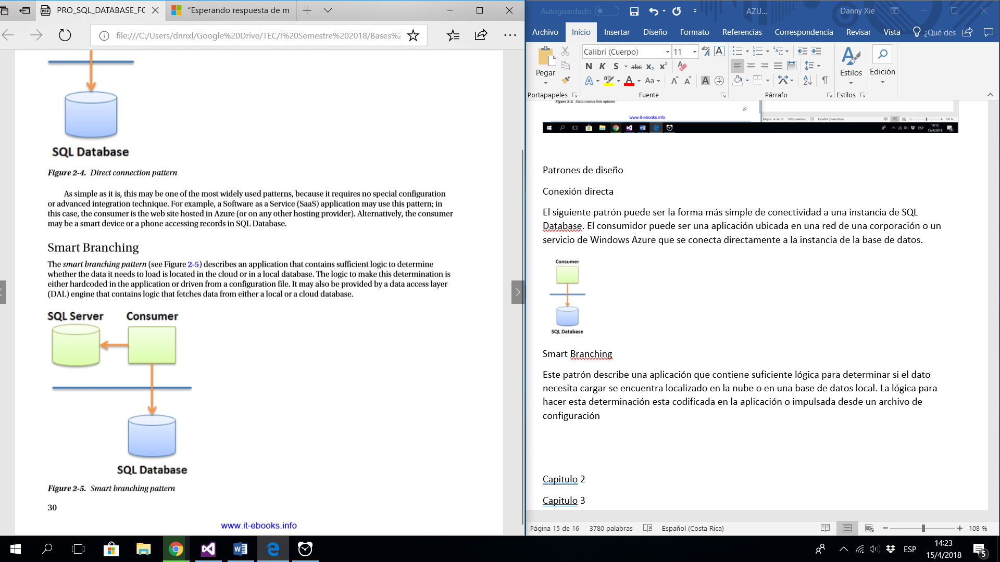 PRO_SQL_DATABASE_FC
"Esperando respuesta de m
file:///C:/Users/dnnxl/Google%20Drive/TEC/I%20Semestre%202018/Bases%2
SQL Database
Figure 2-4. Direct connection pattern
As simple as it is, this may be one of the most widely used patterns, because it requires no special configuration
or advanced integration technique. For example, a Software as a Service (SaaS) application may use this pattern; in
this case, the consumer is the web site hosted in Azure (or on any other hosting provider). Alternatively, the consumer
may be a smart device or a phone accessing records in SQL Database.
Smart Branching
The smart branching pattern (see Figure 2-5) describes an application that contains sufficient logic to determine
whether the data it needs to load is located in the cloud or in a local database. The logic to make this determination is
either hardcoded in the application or driven from a configuration file. It may also be provided by a data access layer
(DAL) engine that contains logic that fetches data from either a local or a cloud database.
SQL Server Consumer
SQL Database
Figure 2-5. Smart branching pattern
30
www.it-ebooks.info
Autoguardado
AZU...
Danny Xie
Archivo Inicio Insertar Diseño Formato Referencias Correspondencia Revisar Vista ¿Qué des
Calibri (Cuerpo) 11
Pegar
Estilos
Edición
Portapapeles Fuente Párrafo Estilos
Figure 2-2. Data connection options
27
www.it-ebooks.info
Página 14 de 15 3678 palabras Español (Costa Rica) 108 %
ESP 14:15
15/4/2018
Patrones de diseño
Conexión directa
El siguiente patrón puede ser la forma más simple de conectividad a una instancia de SQL
Database. El consumidor puede ser una aplicación ubicada en una red de una corporación o un
servicio de Windows Azure que se conecta directamente a la instancia de la base de datos.
Consumer
SQL Database
Smart Branching
Este patrón describe una aplicación que contiene suficiente lógica para determinar si el dato
necesita cargar se encuentra localizado en la nube o en una base de datos local. La lógica para
hacer esta determinación esta codificada en la aplicación o impulsada desde un archivo de
configuración
Capitulo 2
Capitulo 3
Página 15 de 16 3780 palabras Español (Costa Rica) 108 %
ESP
14:23
15/4/2018
5